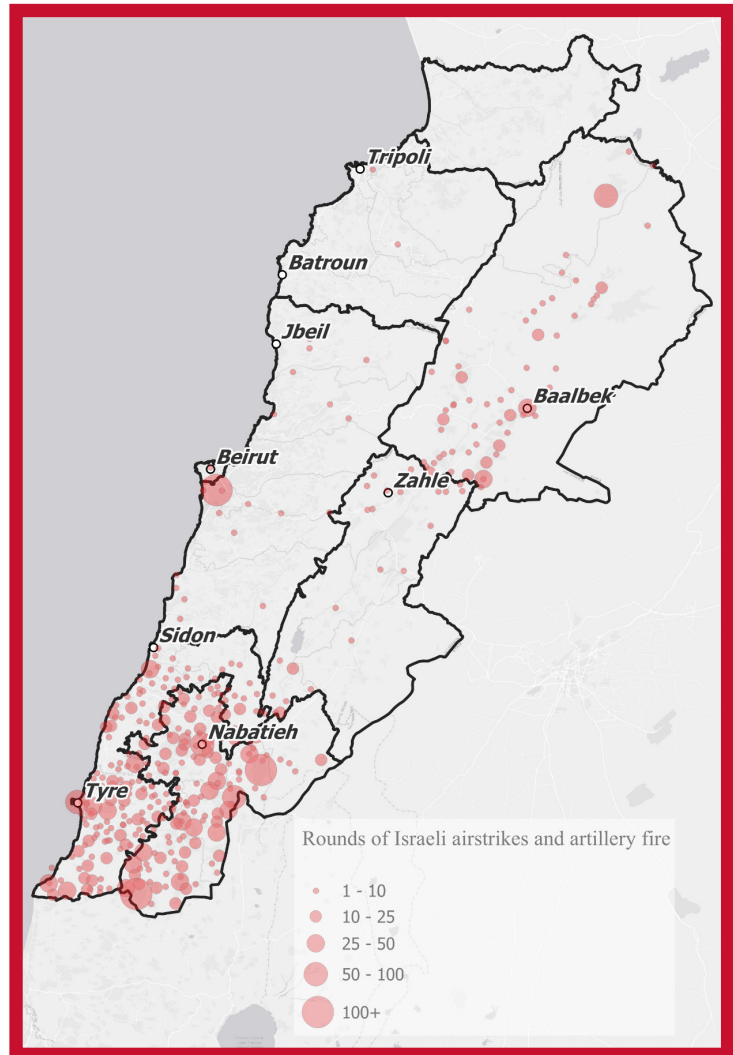 Tripoli
Batroun
Jbeil
Baalbek
Beirut
Zahle
Sidon
Nabatieh
Tyre
Rounds of Israeli airstrikes and artillery fire
1 - 10
10 - 25
25 - 50
50 - 100
100+